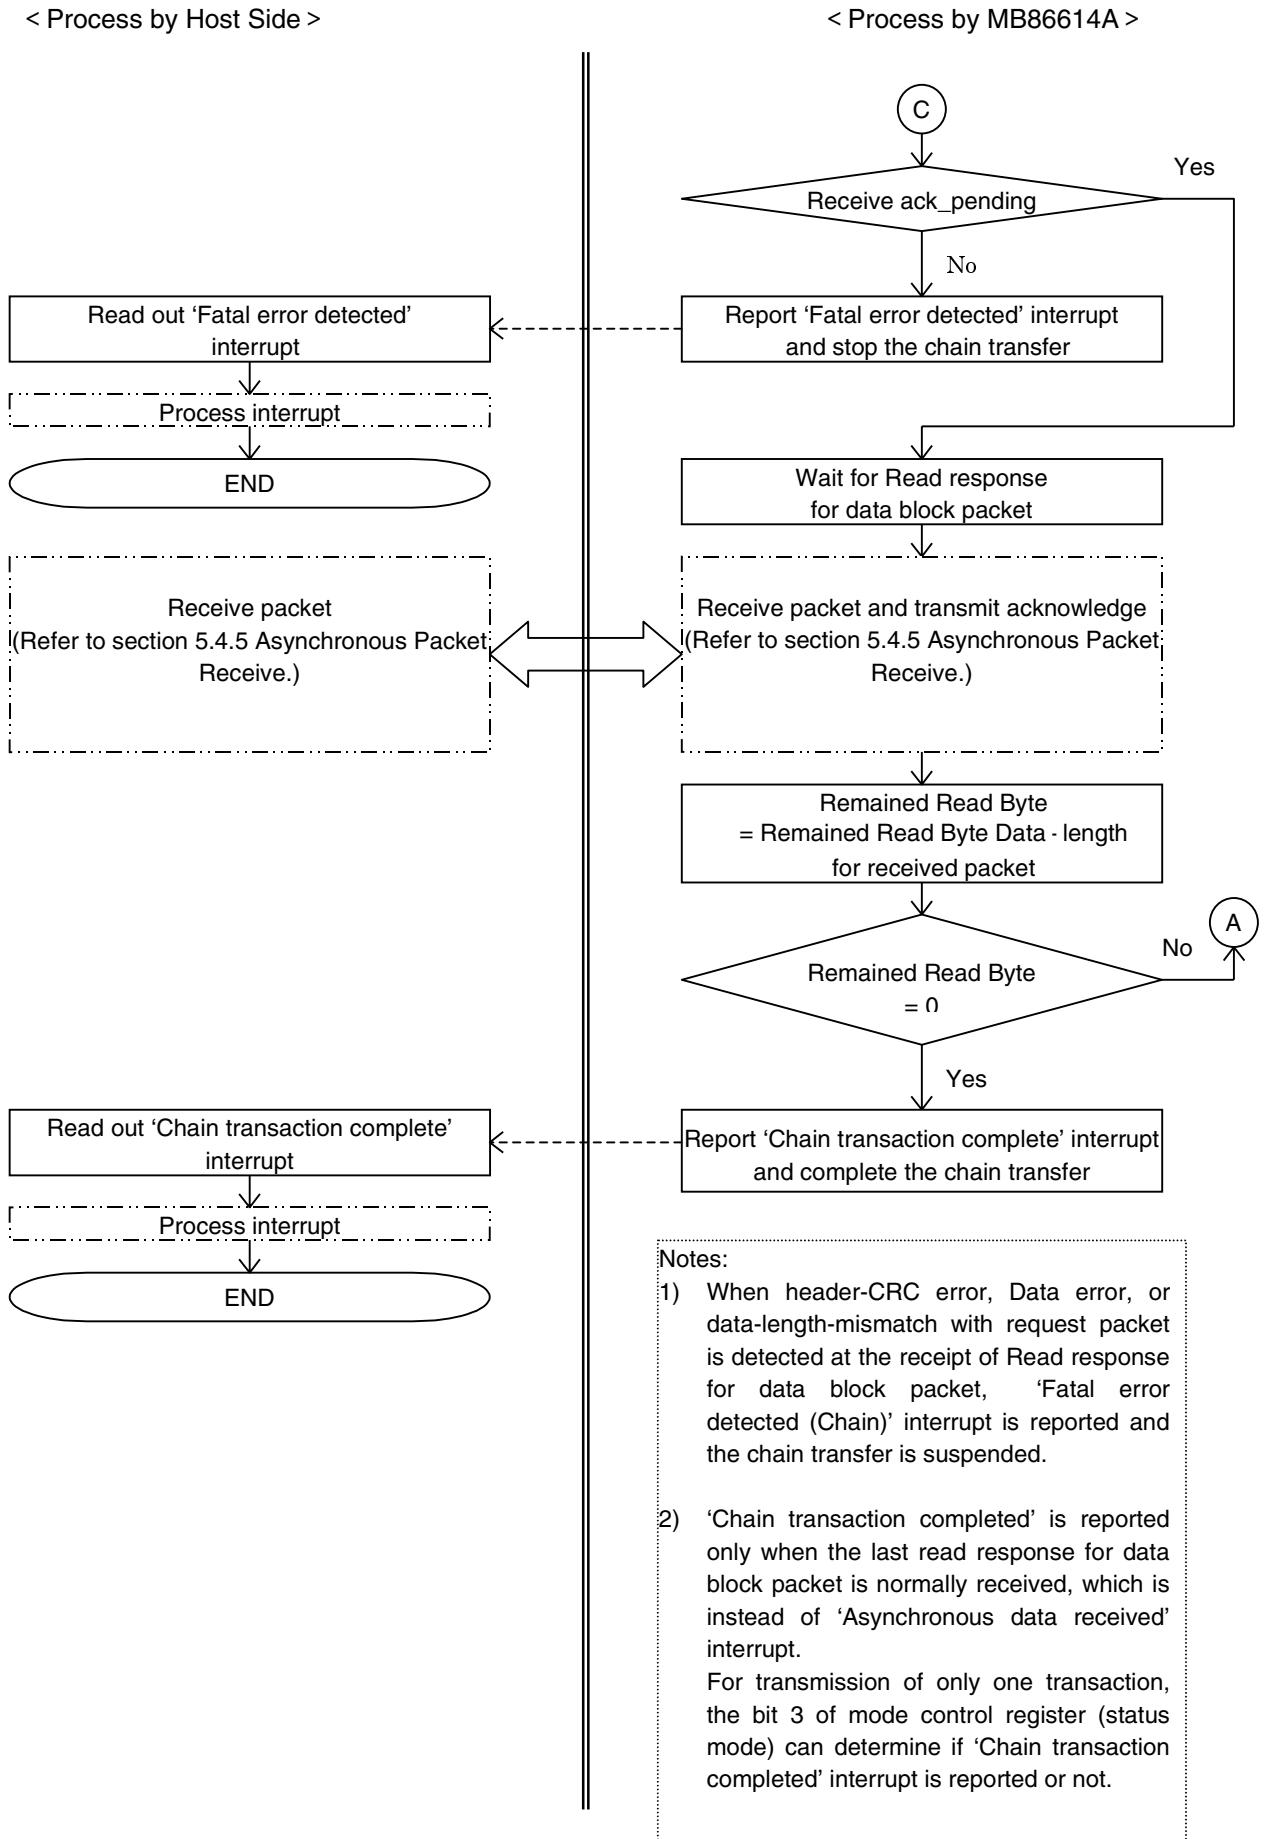 < Process by Host Side >
< Process by MB86614A >
C
Yes
Receive ack_pending
No
Read out ‘Fatal error detected’
interrupt
Report ‘Fatal error detected’ interrupt
and stop the chain transfer
Process interrupt
END
Wait for Read response
for data block packet
Receive packet
(Refer to section 5.4.5 Asynchronous Packet
Receive.)
Receive packet and transmit acknowledge
(Refer to section 5.4.5 Asynchronous Packet
Receive.)
Remained Read Byte
= Remained Read Byte Data - length
for received packet
A
No
Remained Read Byte
= 0
Yes
Read out ‘Chain transaction complete’
interrupt
Report ‘Chain transaction complete’ interrupt
and complete the chain transfer
Process interrupt
END
Notes:
1) When header-CRC error, Data error, or
data-length-mismatch with request packet
is detected at the receipt of Read response
for data block packet, ‘Fatal error
detected (Chain)’ interrupt is reported and
the chain transfer is suspended.
2) ‘Chain transaction completed’ is reported
only when the last read response for data
block packet is normally received, which is
instead of ‘Asynchronous data received’
interrupt.
For transmission of only one transaction,
the bit 3 of mode control register (status
mode) can determine if ‘Chain transaction
completed’ interrupt is reported or not.